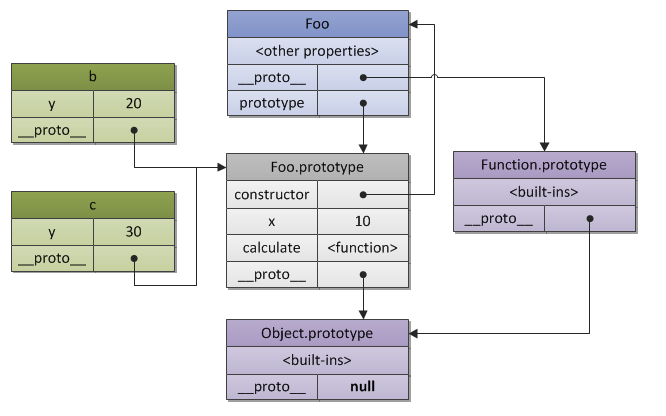 Foo
<other properties>
__proto__
prototype
b
y 20
__proto__
Foo.prototype
constructor
x 10
calculate <function>
__proto__
Function.prototype
<built-ins>
__proto__
c
y 30
__proto__
Object.prototype
<built-ins>
__proto__ null